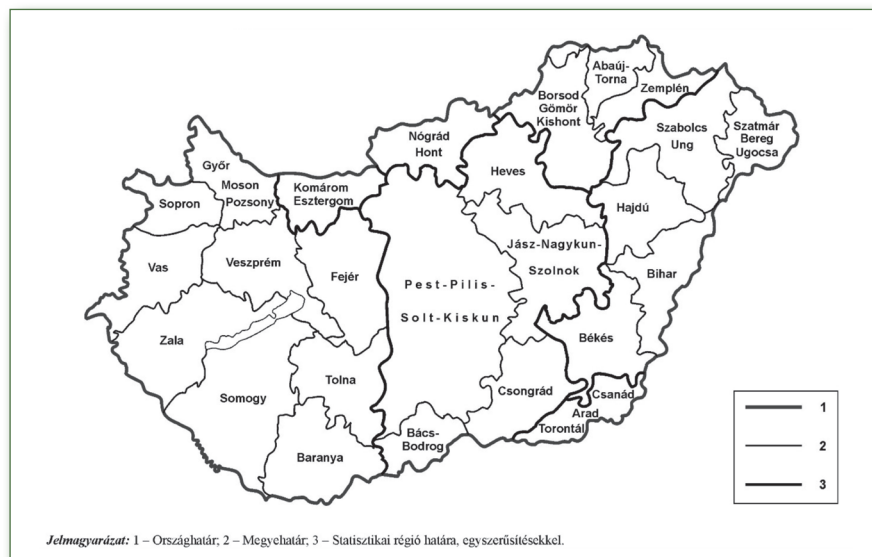 Abaúj-
Torna
Zemplén
Borsod
Gömör
Kishont
Szabolcs
Ung
Szatmár
Bereg
Ugocsa
Nógrád
Hont
Heves
Győr
Moson
Pozsony
Sopron
Komárom
Esztergom
Hajdú
Jász-Nagykun-
Szolnok
Bihar
Vas
Veszprém
Fejér
Pest-Pilis-
Solt-Kiskun
Zala
Békés
Tolna
Somogy
Csongrád
Csanád
Arad
Torontál
Bács-
Bodrog
Baranya
1
2
3
Jelmagyarázat: 1 – Országhatár; 2 – Megyehatár; 3 – Statisztikai régió határa, egyszerűsítésekkel.